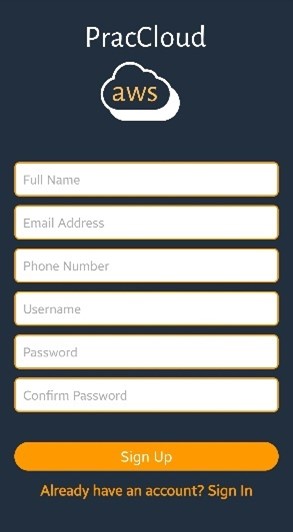 PracCloud
aws
Full Name
Email Address
Phone Number
Username
Password
Confirm Password
Sign Up
Already have an account? Sign In